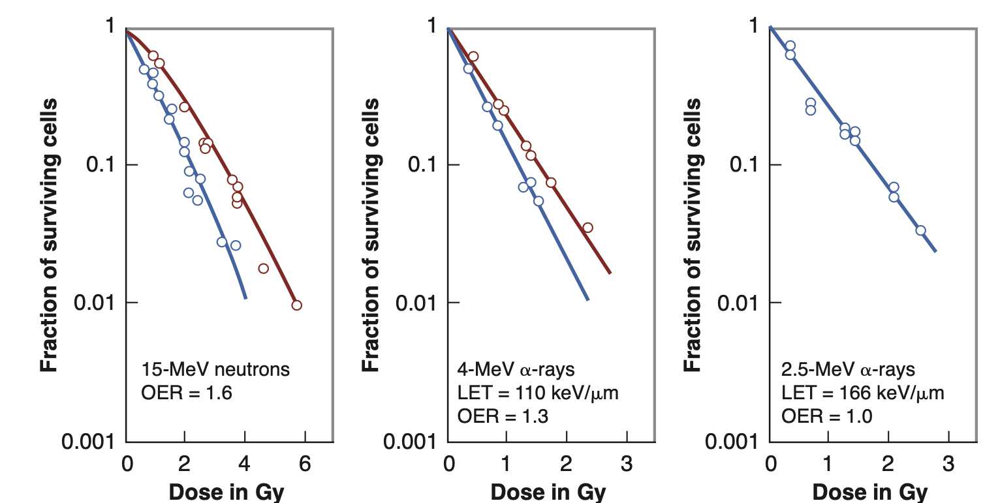 Fraction of surviving cells
1
0.1
0.01
0.001
15-MeV neutrons
OER = 1.6
0 2 4 6
Dose in Gy
Fraction of surviving cells
1
0.1
0.01
0.001
4-MeV α-rays
LET = 110 keV/μm
OER = 1.3
0 1 2 3
Dose in Gy
Fraction of surviving cells
1
0.1
0.01
0.001
2.5-MeV α-rays
LET = 166 keV/μm
OER = 1.0
0 1 2 3
Dose in Gy